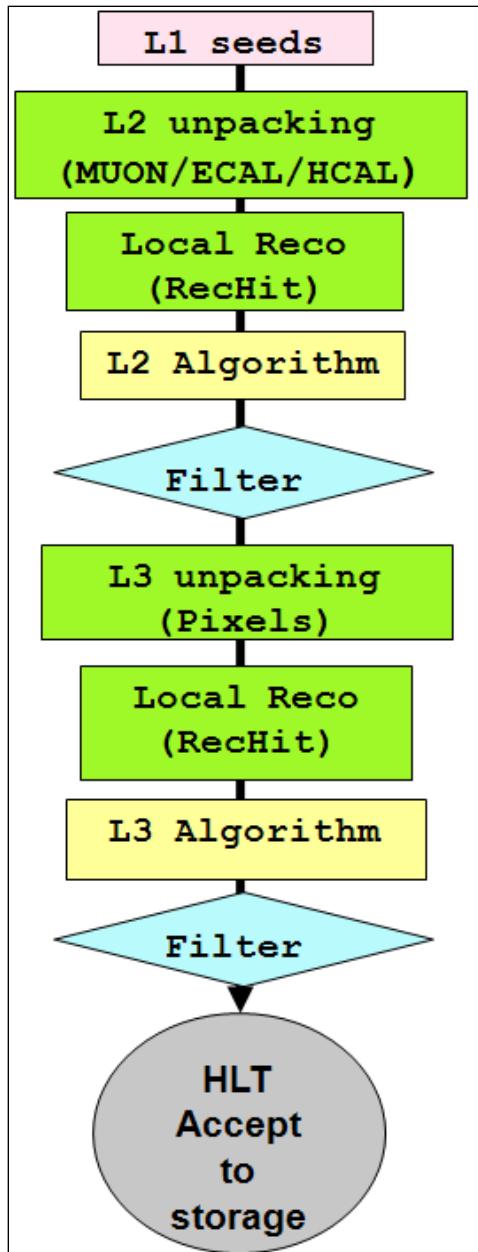 L1 seeds
L2 unpacking
(MUON/ECAL/HCAL)
Local Reco
(RecHit)
L2 Algorithm
Filter
L3 unpacking
(Pixels)
Local Reco
(RecHit)
L3 Algorithm
Filter
HLT
Accept
to
storage